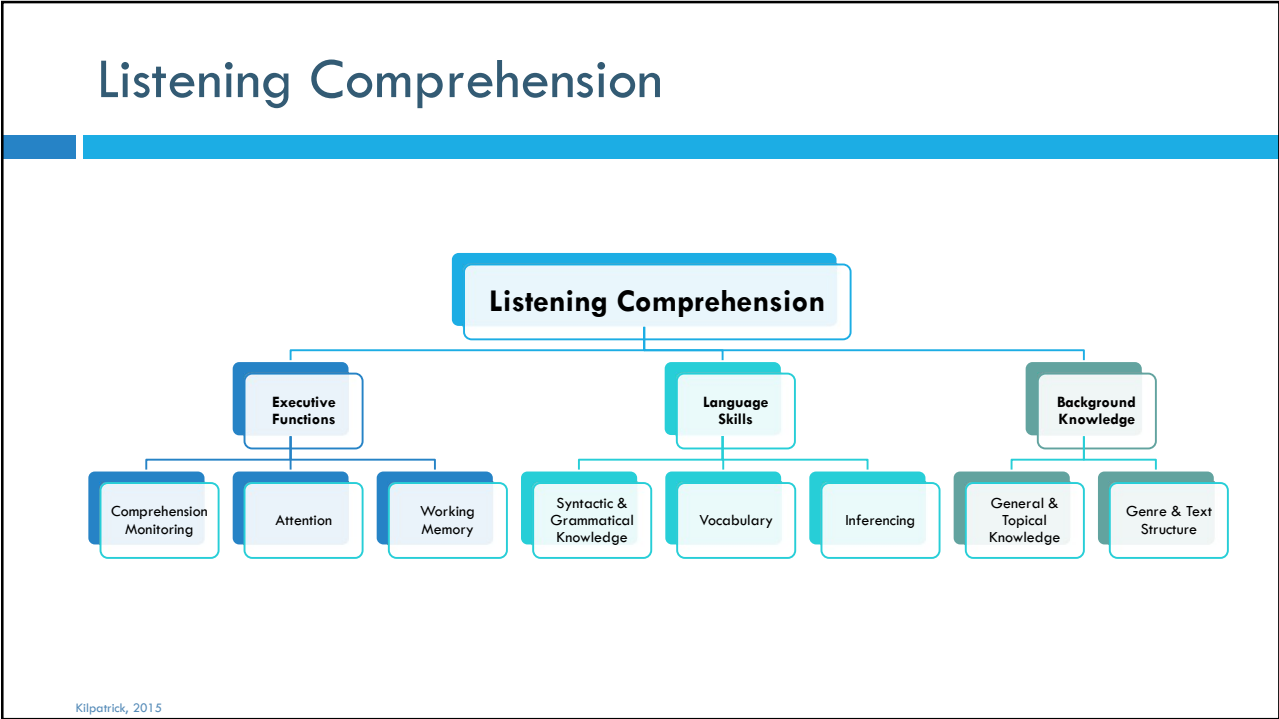 Listening Comprehension
Listening Comprehension
Executive
Functions
Language
Skills
Background
Knowledge
Comprehension
Monitoring
Attention
Working
Memory
Syntactic &
Grammatical
Knowledge
Vocabulary
Inferencing
General &
Topical
Knowledge
Genre & Text
Structure
Kilpatrick, 2015